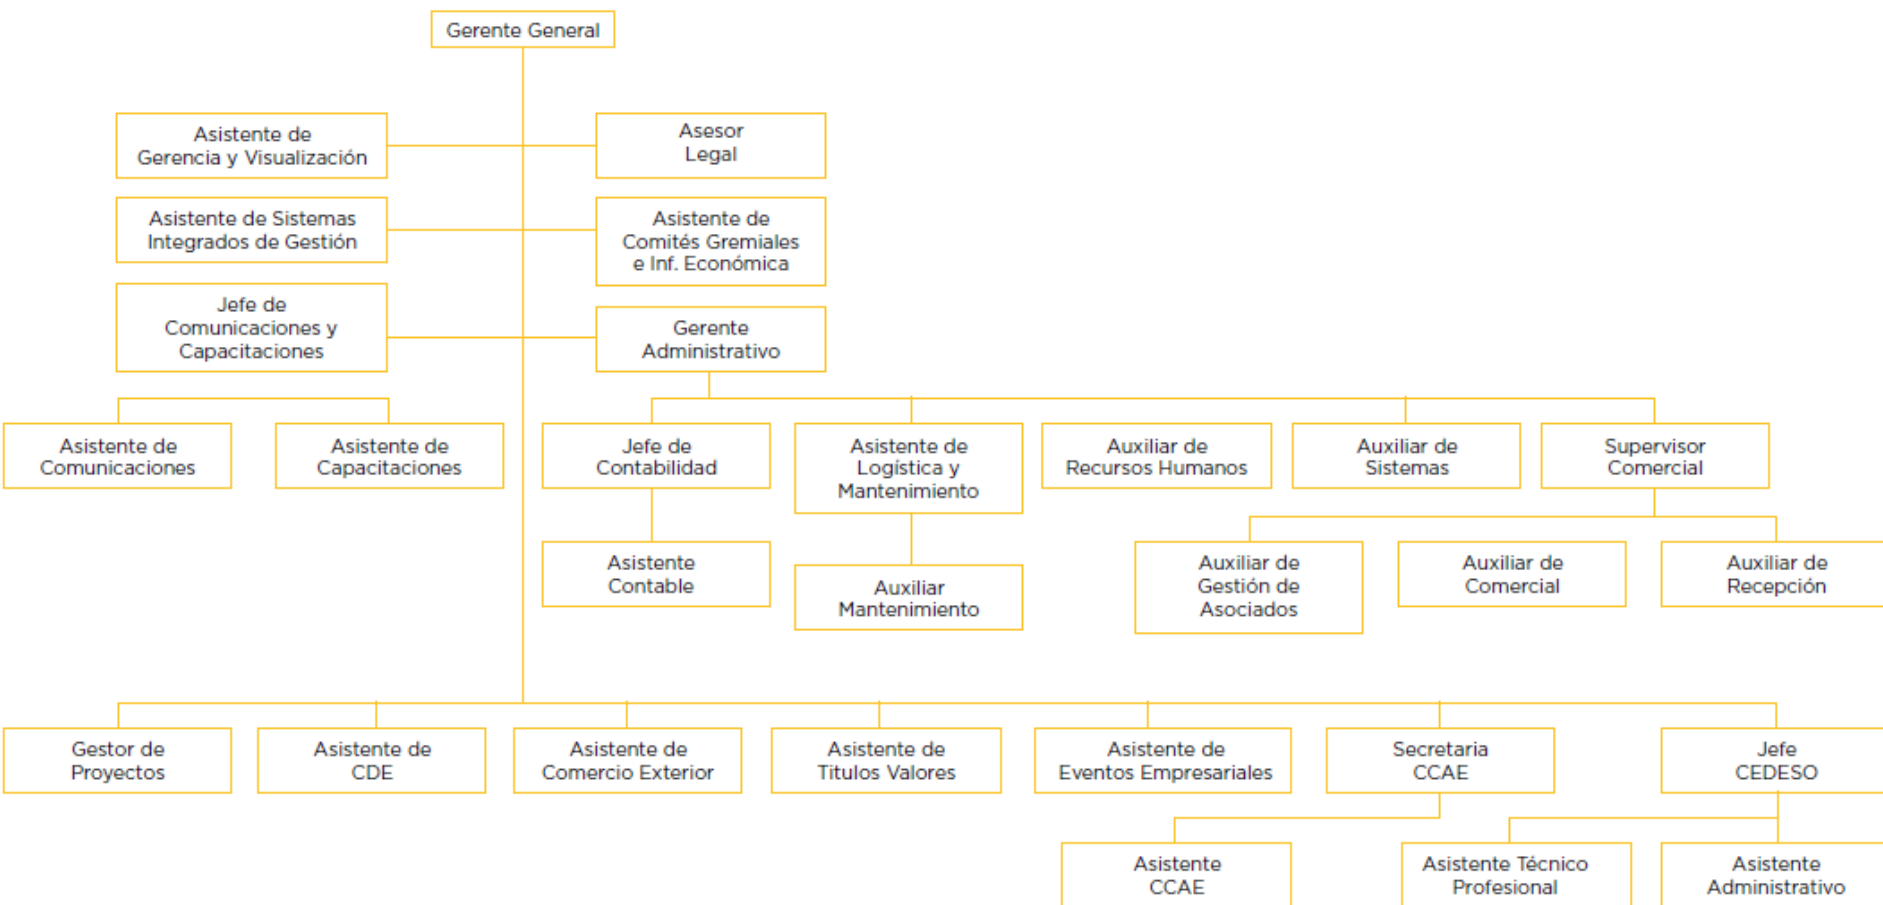 Gerente General
Asistente de
Gerencia y Visualización
Asesor
Legal
Asistente de Sistemas
Integrados de Gestión
Asistente de
Comités Gremiales
e Inf. Económica
Jefe de
Comunicaciones y
Capacitaciones
Gerente
Administrativo
Asistente de
Comunicaciones
Asistente de
Capacitaciones
Jefe de
Contabilidad
Asistente de
Logística y
Mantenimiento
Auxiliar de
Recursos Humanos
Auxiliar de
Sistemas
Supervisor
Comercial
Asistente
Contable
Auxiliar
Mantenimiento
Auxiliar de
Gestión de
Asociados
Auxiliar de
Comercial
Auxiliar de
Recepción
Gestor de
Proyectos
Asistente de
CDE
Asistente de
Comercio Exterior
Asistente de
Titulos Valores
Asistente de
Eventos Empresariales
Secretaria
CCAE
Jefe
CEDESO
Asistente
CCAE
Asistente Técnico
Profesional
Asistente
Administrativo